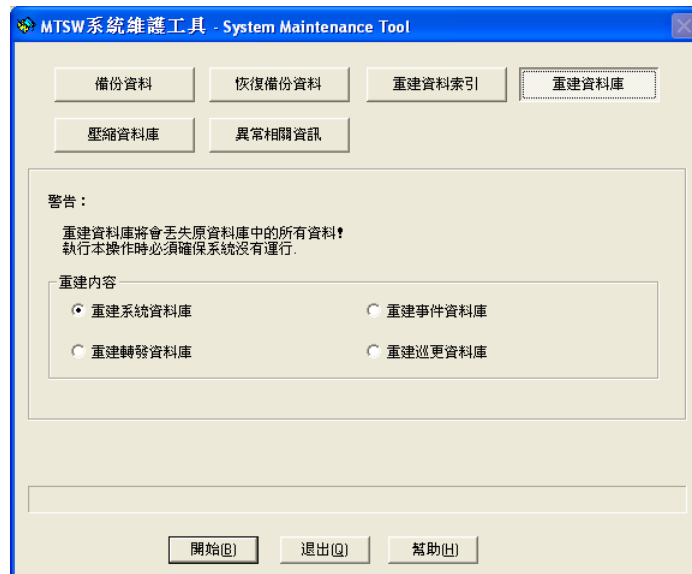 MTSW系統維護工具 - System Maintenance Tool
備份資料
恢復備份資料
重建資料索引
重建資料庫
壓縮資料庫
異常相關資訊
警告：
重建資料庫將會丟失原資料庫中的所有資料!
執行本操作時必須確保系統沒有運行.
重建內容
重建系統資料庫
重建事件資料庫
重建轉發資料庫
重建巡更資料庫
開始(B)
退出(Q)
幫助(H)